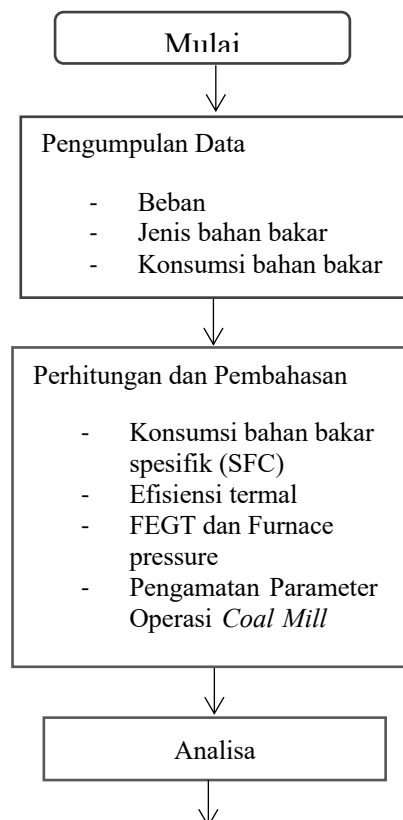 Mulai
Pengumpulan Data
- Beban
- Jenis bahan bakar
- Konsumsi bahan bakar
Perhitungan dan Pembahasan
- Konsumsi bahan bakar
spesifik (SFC)
- Efisiensi termal
- FEGT dan Furnace
pressure
- Pengamatan Parameter
Operasi Coal Mill
Analisa